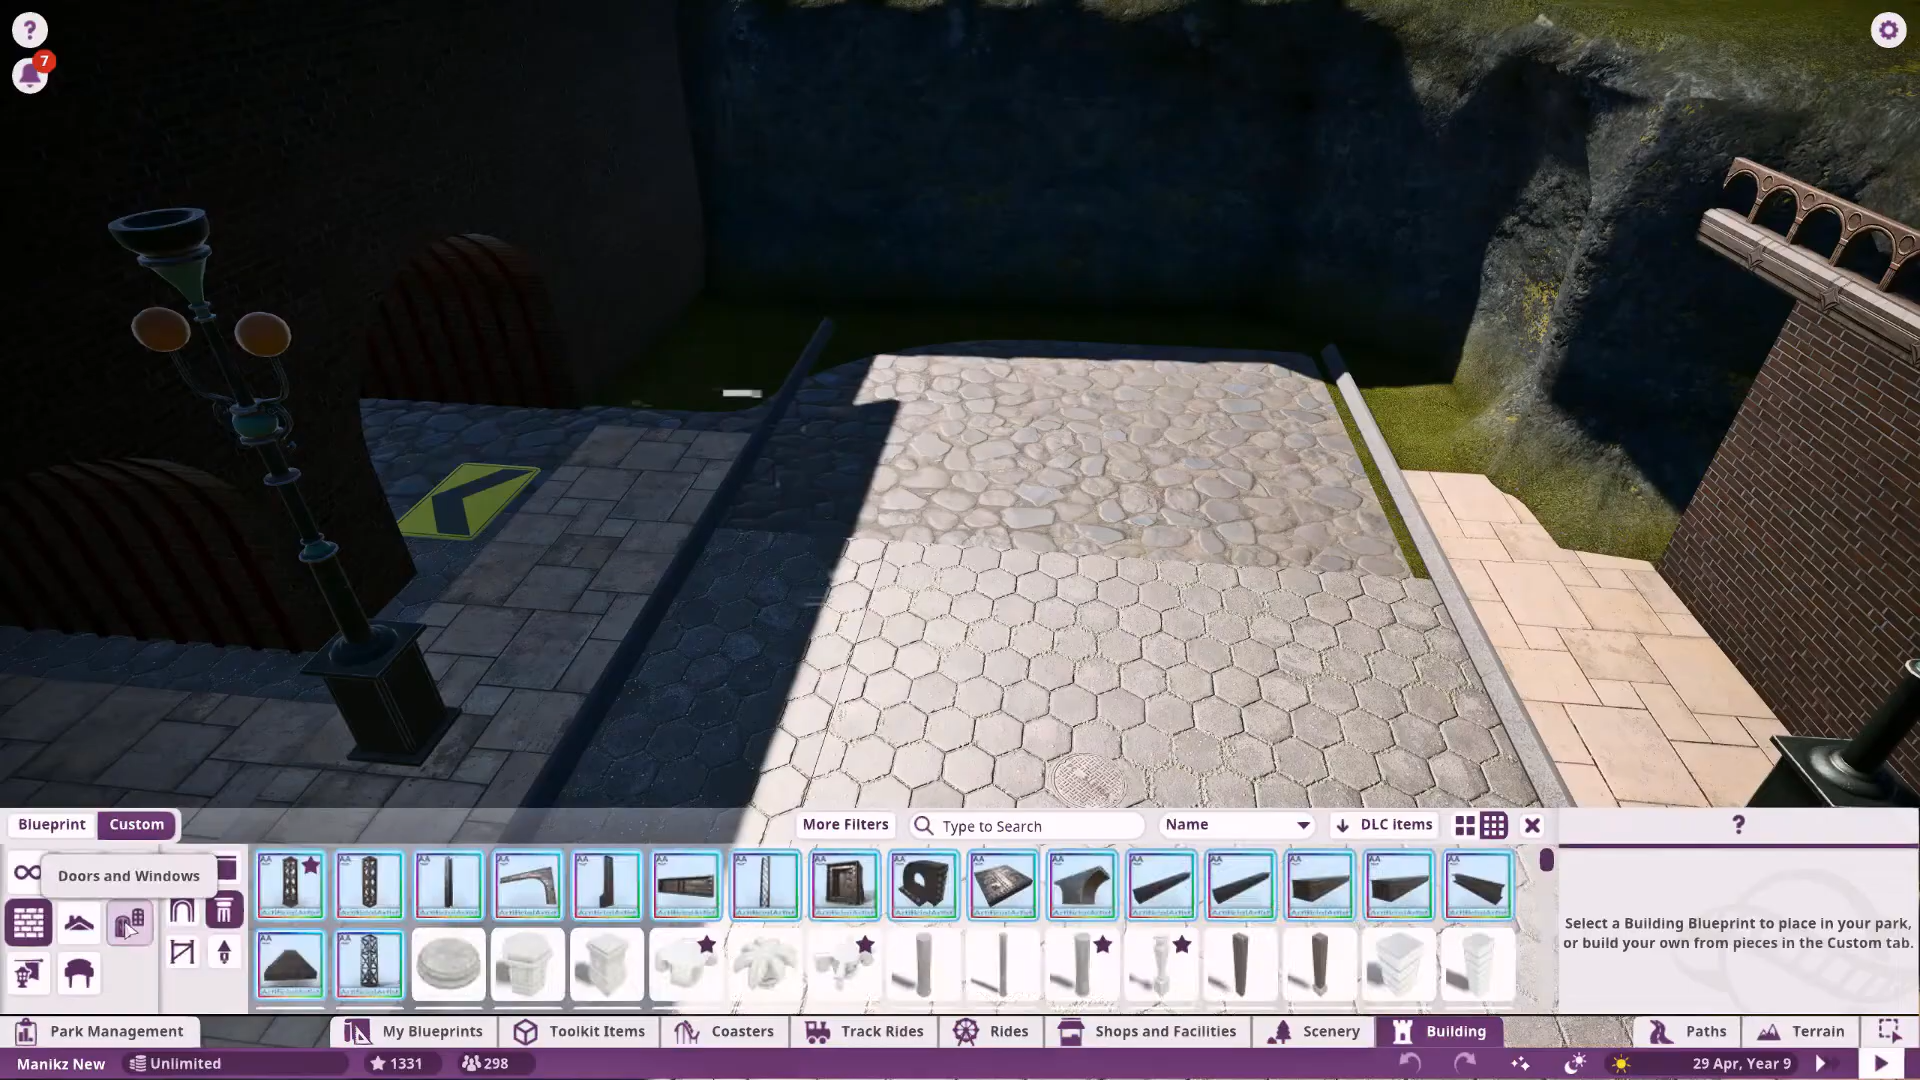 ?
7
Blueprint
Custom
More Filters
Type to Search
Name
DLC items
?
Doors and Windows
Select a Building Blueprint to place in your park,
or build your own from pieces in the Custom tab.
Park Management
My Blueprints
Toolkit Items
Coasters
Track Rides
Rides
Shops and Facilities
Scenery
Building
Paths
Terrain
Manikz New
Unlimited
1331
298
29 Apr, Year 9